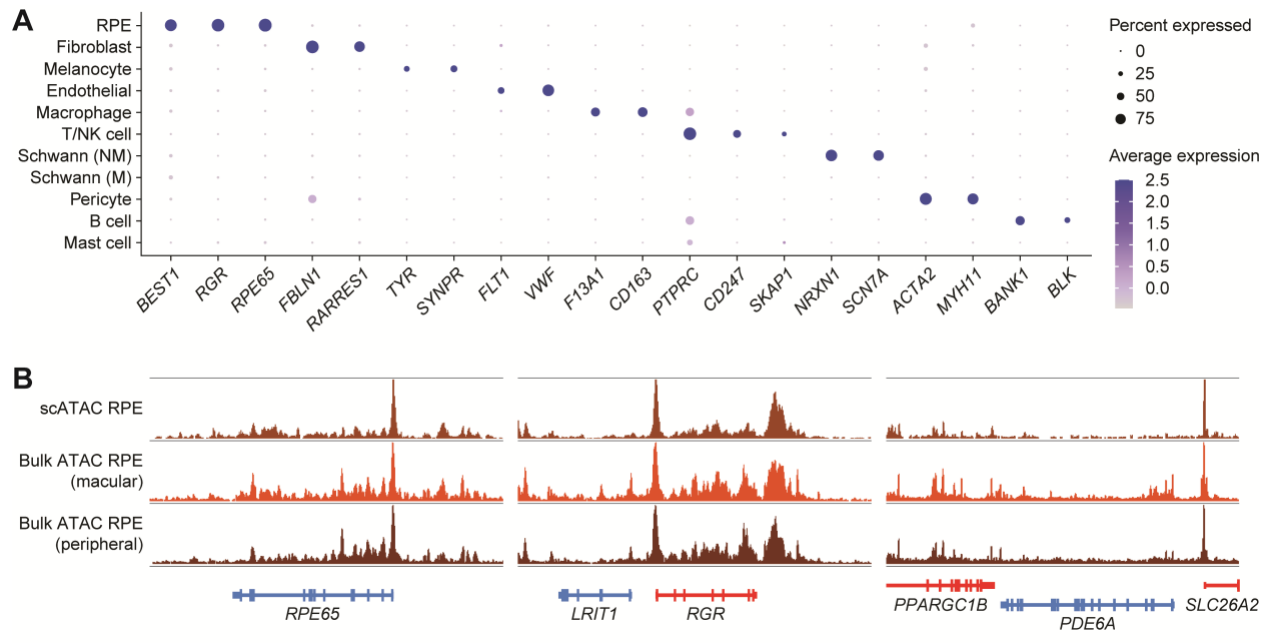 A
RPE
Fibroblast
Melanocyte
Endothelial
Macrophage
T/NK cell
Schwann (NM)
Schwann (M)
Pericyte
B cell
Mast cell
BEST1
RGR
RPE65
FBLN1
RARRES1
TYR
SYNPR
FLT1
VWF
F13A1
CD163
PTPRC
CD247
SKAP1
NRXN1
SCN7A
ACTA2
MYH11
BANK1
BLK
Percent expressed
0
25
50
75
Average expression
2.5
2.0
1.5
1.0
0.5
0.0
B
scATAC RPE
Bulk ATAC RPE
(macular)
Bulk ATAC RPE
(peripheral)
RPE65
LRIT1
RGR
PPARGC1B
PDE6A
SLC26A2